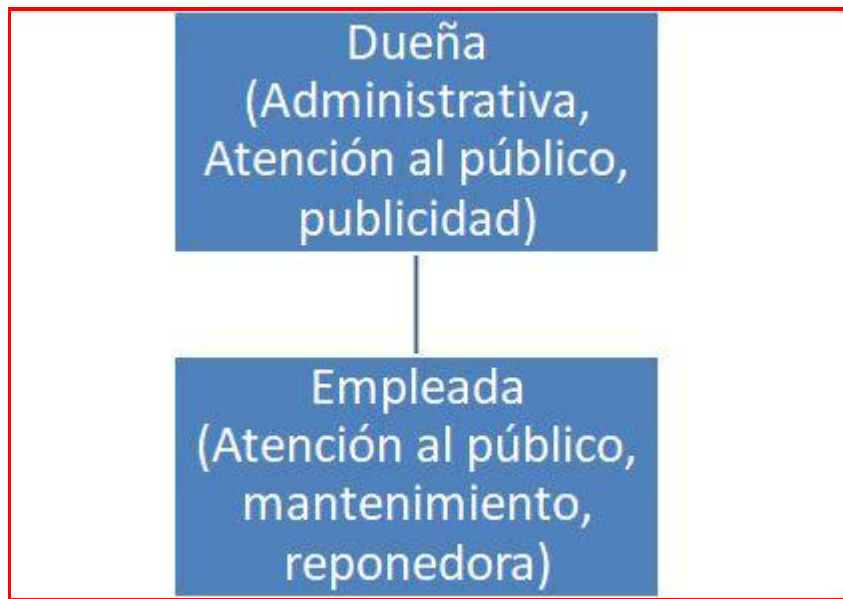 Dueña
(Administrativa,
Atención al público,
publicidad)
Empleada
(Atención al público,
mantenimiento,
reponedora)